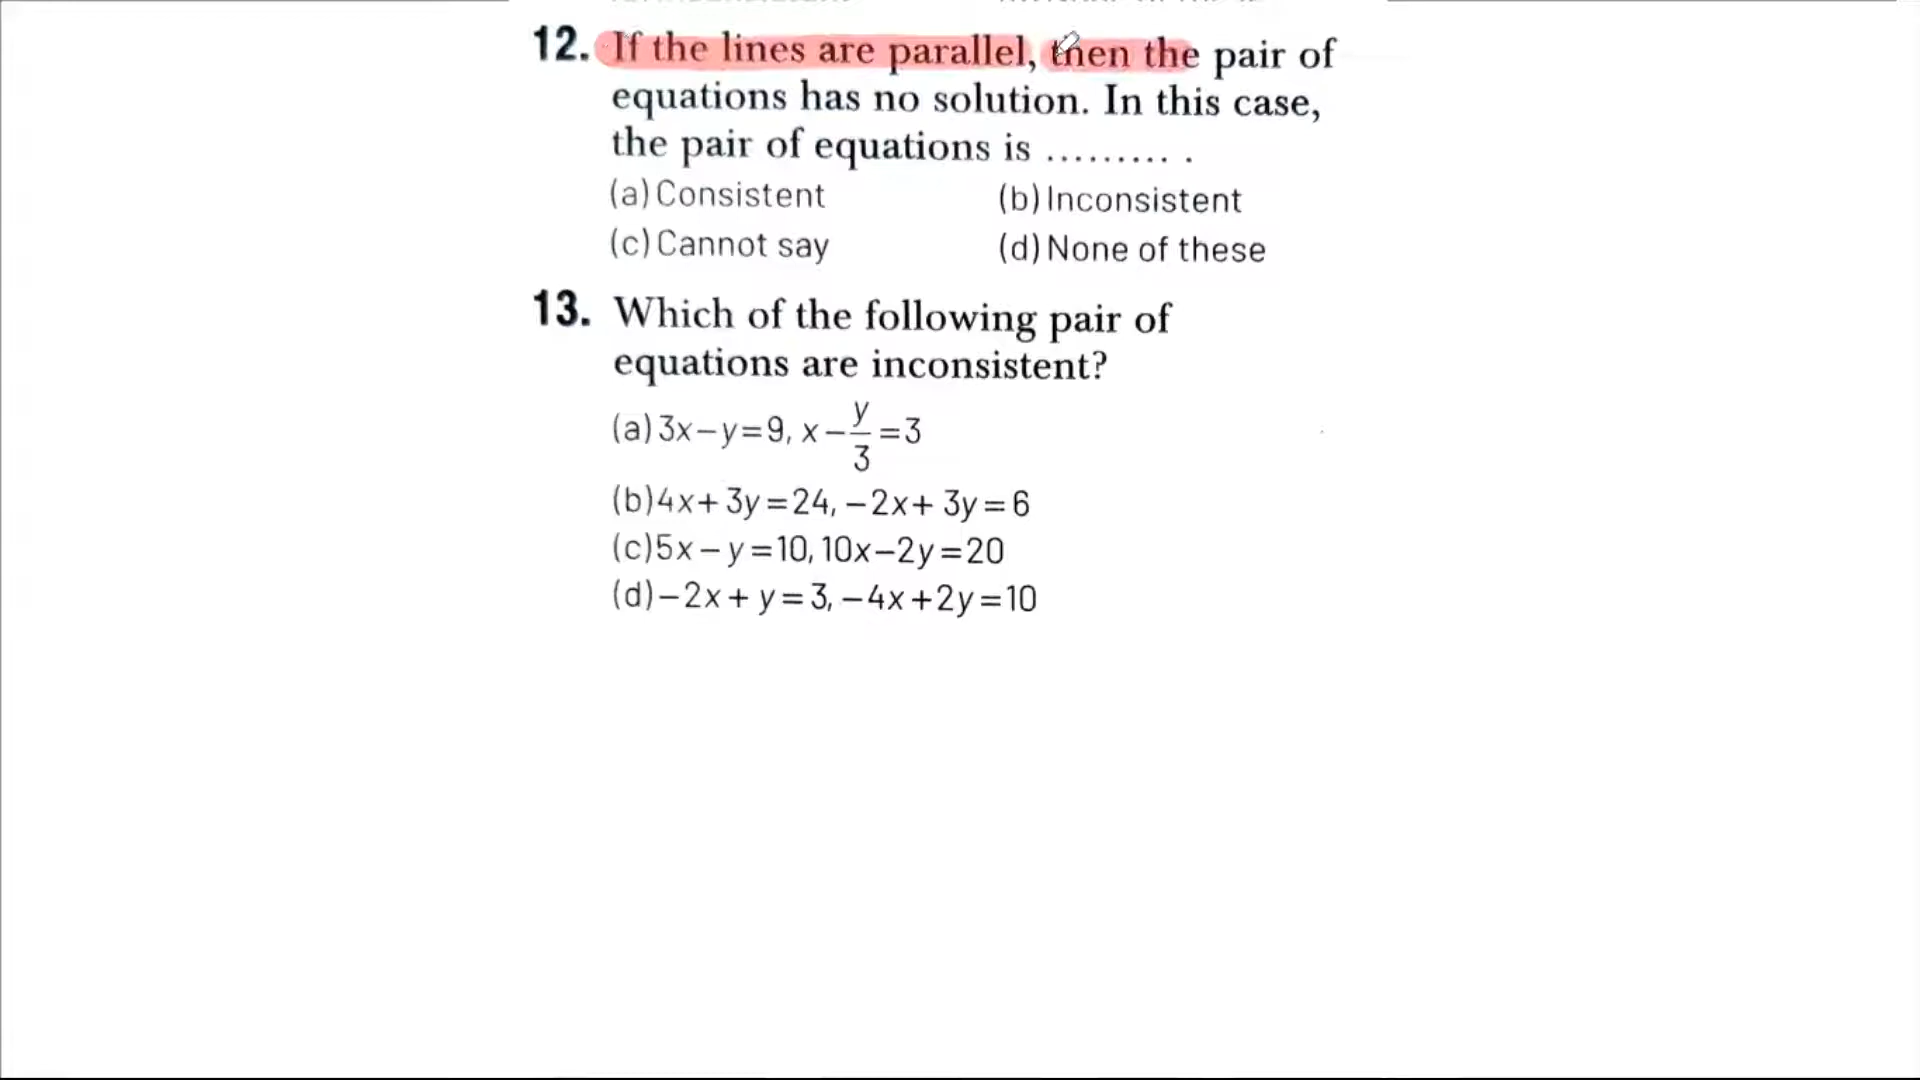 12. If the lines are parallel, then the pair of
equations has no solution. In this case,
the pair of equations is .......... .
(a) Consistent (b) Inconsistent
(c) Cannot say (d) None of these
13. Which of the following pair of
equations are inconsistent?
(a) 3x−y=9, x−y/3=3
(b) 4x+3y=24, −2x+3y=6
(c) 5x−y=10, 10x−2y=20
(d) −2x+y=3, −4x+2y=10